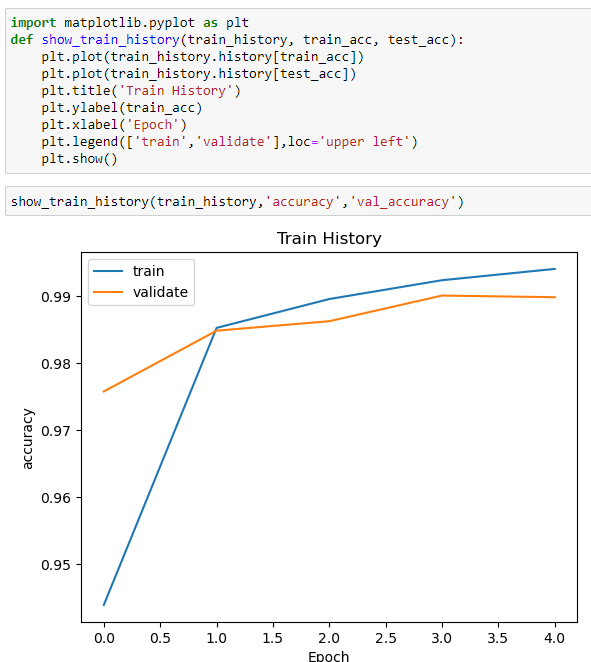 import matplotlib.pyplot as plt
def show_train_history(train_history, train_acc, test_acc):
    plt.plot(train_history.history[train_acc])
    plt.plot(train_history.history[test_acc])
    plt.title('Train History')
    plt.ylabel(train_acc)
    plt.xlabel('Epoch')
    plt.legend(['train','validate'],loc='upper left')
    plt.show()
show_train_history(train_history,'accuracy','val_accuracy')
Train History
train
validate
0.99
0.98
0.97
0.96
0.95
accuracy
0.0 0.5 1.0 1.5 2.0 2.5 3.0 3.5 4.0
Epoch